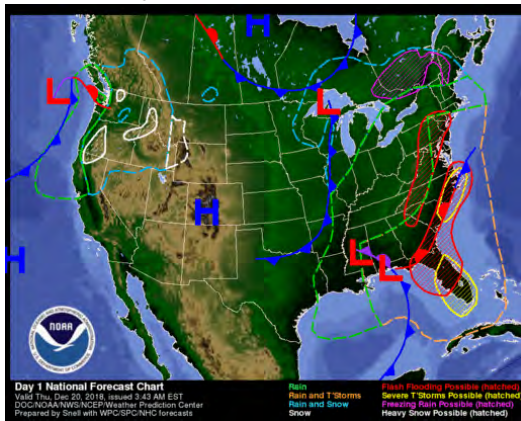 H
L
L
H
H
L
L
NOAA
Day 1 National Forecast Chart
Valid Thu, Dec 20, 2018, issued 3:43 AM EST
DOC/NOAA/NWS/NCEP/Weather Prediction Center
Prepared by Snell with WPC/SPC/NHC forecasts
Rain
Rain and T'Storms
Rain and Snow
Snow
Flash Flooding Possible (hatched)
Severe T'Storms Possible (hatched)
Freezing Rain Possible (hatched)
Heavy Snow Possible (hatched)